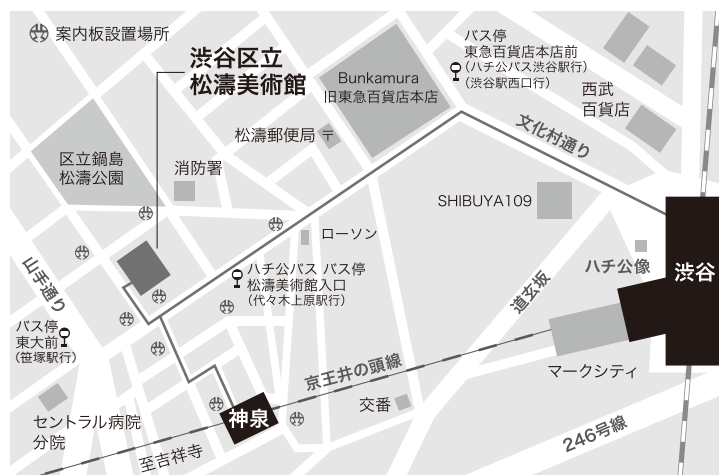 案内板設置場所
渋谷区立
松濤美術館
Bunkamura
旧東急百貨店本店
バス停
東急百貨店本店前
(ハチ公バス渋谷駅行)
(渋谷駅西口行)
西武
百貨店
文化村通り
松濤郵便局
区立鍋島
松濤公園
消防署
SHIBUYA109
ローソン
ハチ公バス バス停
松濤美術館入口
(代々木上原駅行)
ハチ公像
渋谷
山手通り
道玄坂
バス停
東大前
(笹塚駅行)
京王井の頭線
マークシティ
交番
神泉
セントラル病院
分院
至吉祥寺
246号線